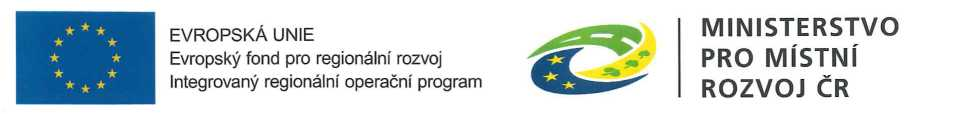 EVROPSKÁ UNIE
Evropský fond pro regionální rozvoj
Integrovaný regionální operační program
MINISTERSTVO
PRO MÍSTNÍ
ROZVOJ ČR